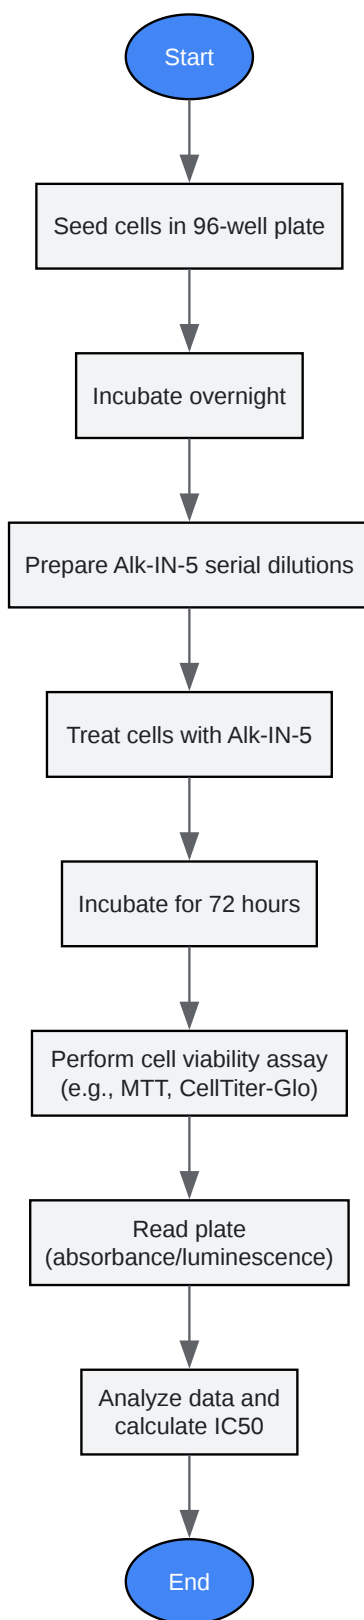 Start
Seed cells in 96-well plate
Incubate overnight
Prepare Alk-IN-5 serial dilutions
Treat cells with Alk-IN-5
Incubate for 72 hours
Perform cell viability assay
(e.g., MTT, CellTiter-Glo)
Read plate
(absorbance/luminescence)
Analyze data and
calculate IC50
End